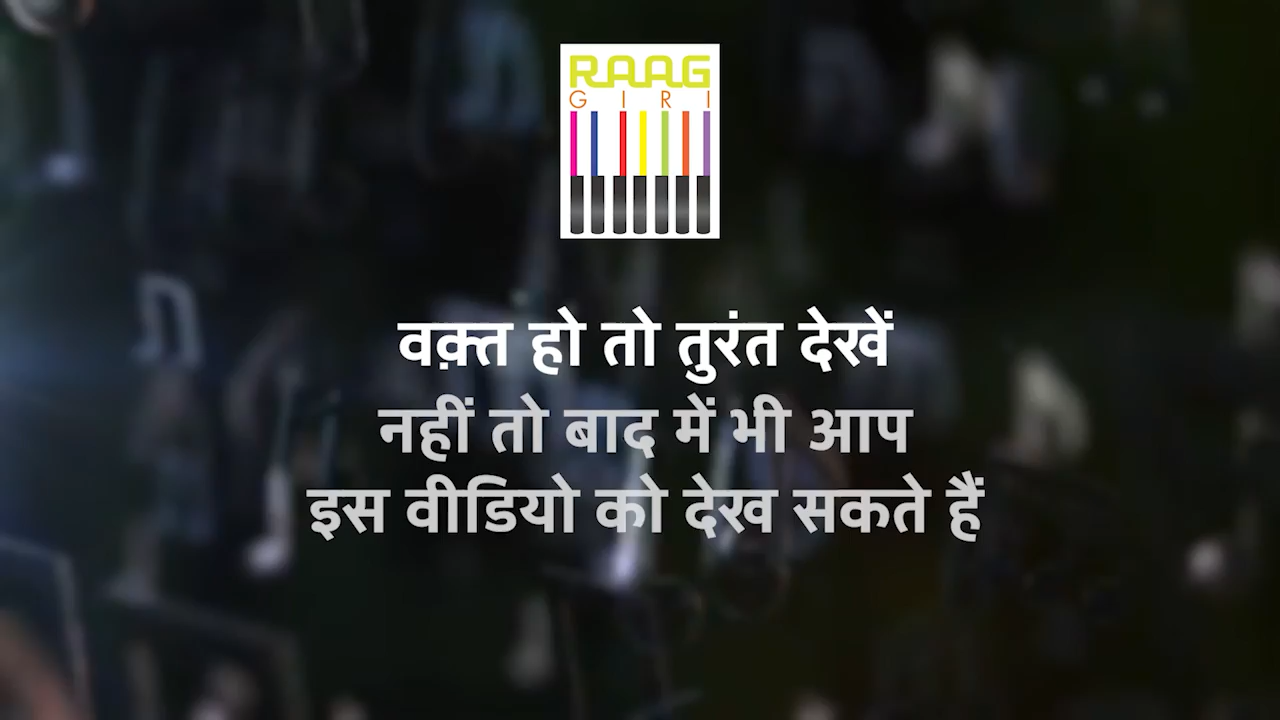 RAAG
GIRI
वक़्त हो तो तुरंत देखें
नहीं तो बाद में भी आप
इस वीडियो को देख सकते हैं